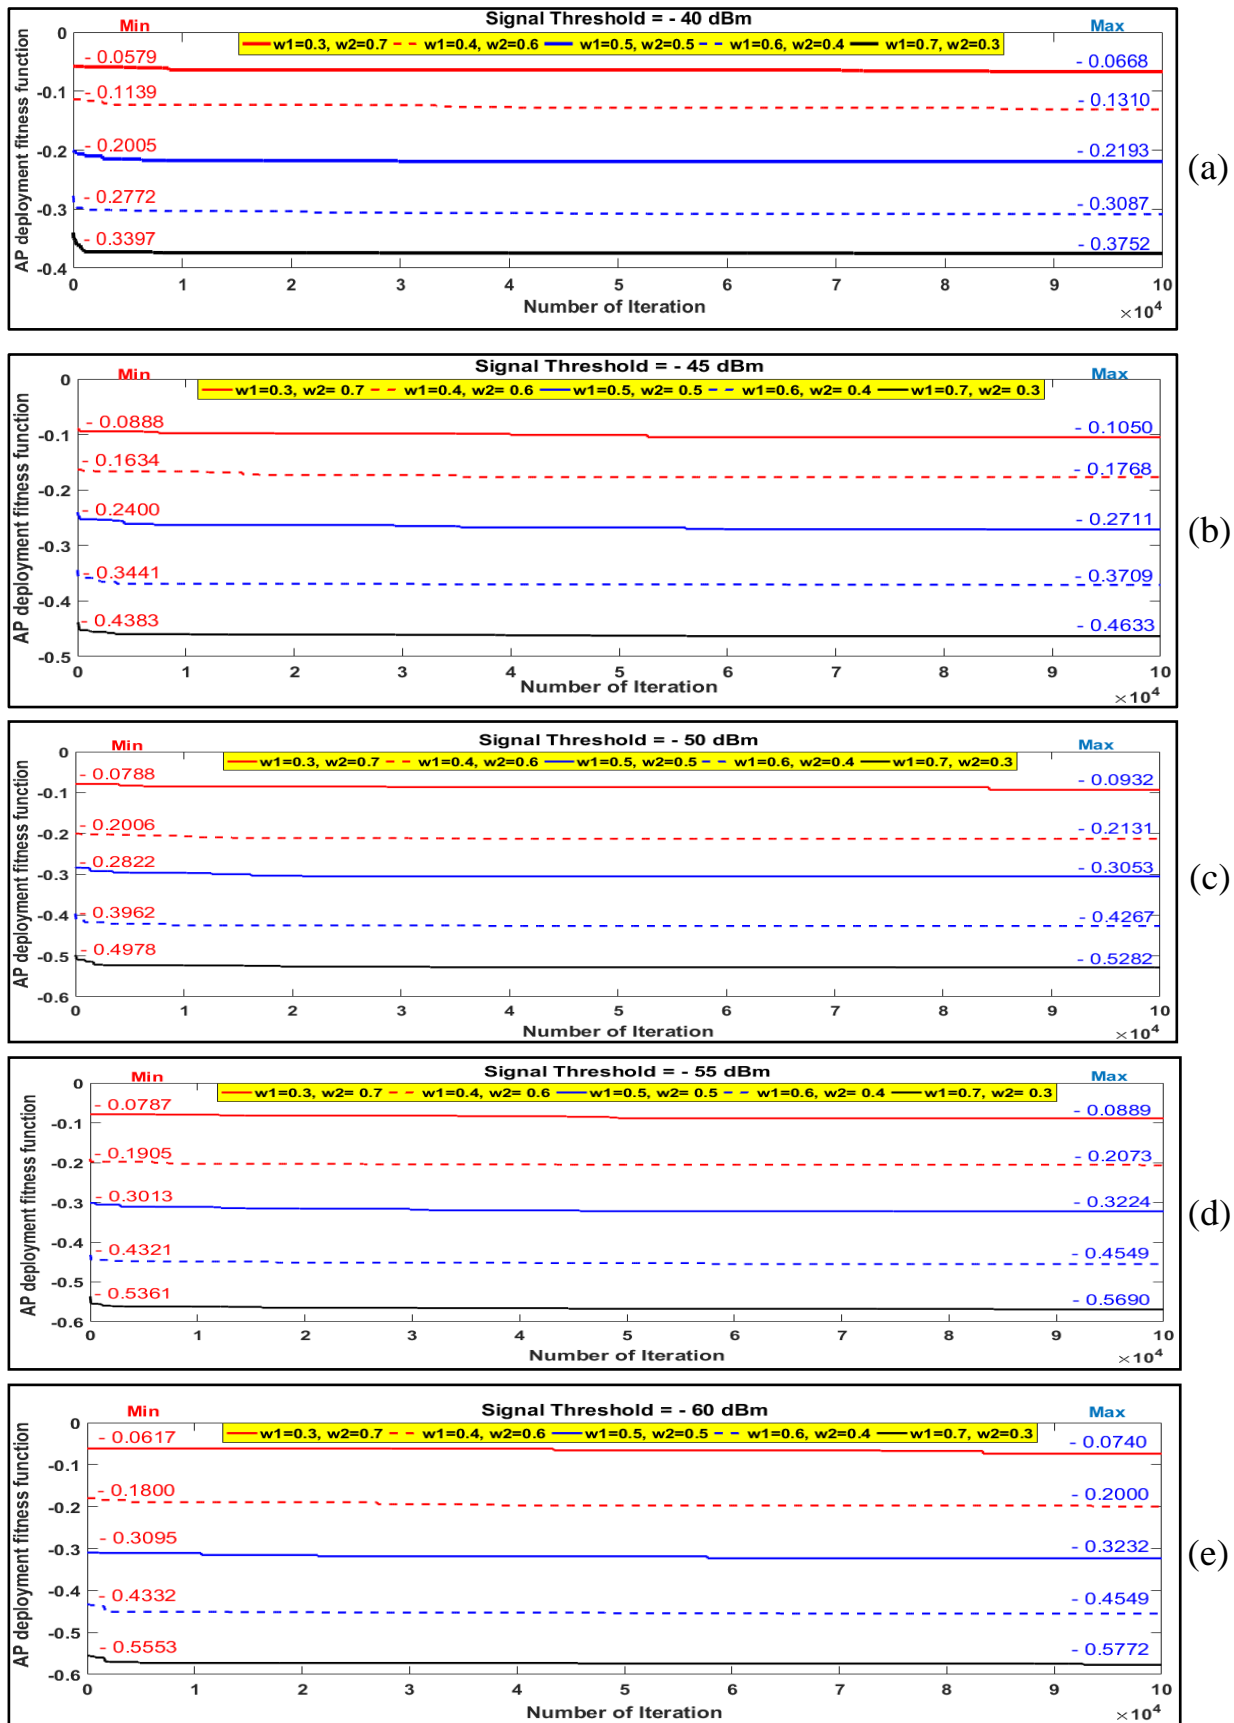 Signal Threshold = - 40 dBm
Min
Max
w1=0.3, w2=0.7 w1=0.4, w2=0.6 w1=0.5, w2=0.5 w1=0.6, w2=0.4 w1=0.7, w2=0.3
AP deployment fitness function
0
-0.1
-0.2
-0.3
-0.4
- 0.0579
- 0.0668
- 0.1139
- 0.1310
- 0.2005
- 0.2193
- 0.2772
- 0.3087
- 0.3397
- 0.3752
0 1 2 3 4 5 6 7 8 9 10
Number of Iteration
×10^4
(a)
Signal Threshold = - 45 dBm
Min
Max
w1=0.3, w2= 0.7 w1=0.4, w2= 0.6 w1=0.5, w2= 0.5 w1=0.6, w2= 0.4 w1=0.7, w2= 0.3
AP deployment fitness function
0
-0.1
-0.2
-0.3
-0.4
-0.5
- 0.0888
- 0.1050
- 0.1634
- 0.1768
- 0.2400
- 0.2711
- 0.3441
- 0.3709
- 0.4383
- 0.4633
0 1 2 3 4 5 6 7 8 9 10
Number of Iteration
×10^4
(b)
Signal Threshold = - 50 dBm
Min
Max
w1=0.3, w2=0.7 w1=0.4, w2=0.6 w1=0.5, w2=0.5 w1=0.6, w2=0.4 w1=0.7, w2=0.3
AP deployment fitness function
0
-0.1
-0.2
-0.3
-0.4
-0.5
-0.6
- 0.0788
- 0.0932
- 0.2006
- 0.2131
- 0.2822
- 0.3053
- 0.3962
- 0.4267
- 0.4978
- 0.5282
0 1 2 3 4 5 6 7 8 9 10
Number of Iteration
×10^4
(c)
Signal Threshold = - 55 dBm
Min
Max
w1=0.3, w2= 0.7 w1=0.4, w2= 0.6 w1=0.5, w2= 0.5 w1=0.6, w2= 0.4 w1=0.7, w2= 0.3
AP deployment fitness function
0
-0.1
-0.2
-0.3
-0.4
-0.5
-0.6
- 0.0787
- 0.0889
- 0.1905
- 0.2073
- 0.3013
- 0.3224
- 0.4321
- 0.4549
- 0.5361
- 0.5690
0 1 2 3 4 5 6 7 8 9 10
Number of Iteration
×10^4
(d)
Signal Threshold = - 60 dBm
Min
Max
w1=0.3, w2=0.7 w1=0.4, w2=0.6 w1=0.5, w2=0.5 w1=0.6, w2=0.4 w1=0.7, w2=0.3
AP deployment fitness function
0
-0.1
-0.2
-0.3
-0.4
-0.5
-0.6
- 0.0617
- 0.0740
- 0.1800
- 0.2000
- 0.3095
- 0.3232
- 0.4332
- 0.4549
- 0.5553
- 0.5772
0 1 2 3 4 5 6 7 8 9 10
Number of Iteration
×10^4
(e)